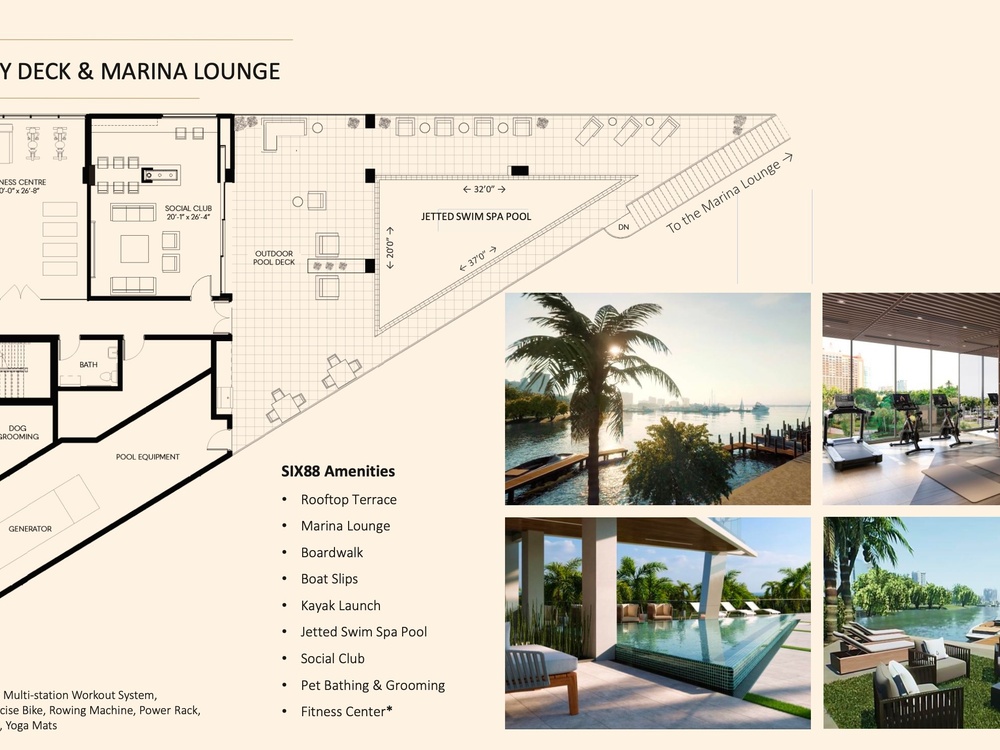 Y DECK & MARINA LOUNGE
NESS CENTRE
0'-0" x 26'-8"
SOCIAL CLUB
20'-1" x 26'-4"
OUTDOOR
POOL DECK
← 32'0" →
JETTED SWIM SPA POOL
← 20'0" →
← 37'0" →
DN
To the Marina Lounge →
BATH
DOG
GROOMING
POOL EQUIPMENT
GENERATOR
SIX88 Amenities
• Rooftop Terrace
• Marina Lounge
• Boardwalk
• Boat Slips
• Kayak Launch
• Jetted Swim Spa Pool
• Social Club
• Pet Bathing & Grooming
• Fitness Center*
Multi-station Workout System,
cise Bike, Rowing Machine, Power Rack,
, Yoga Mats